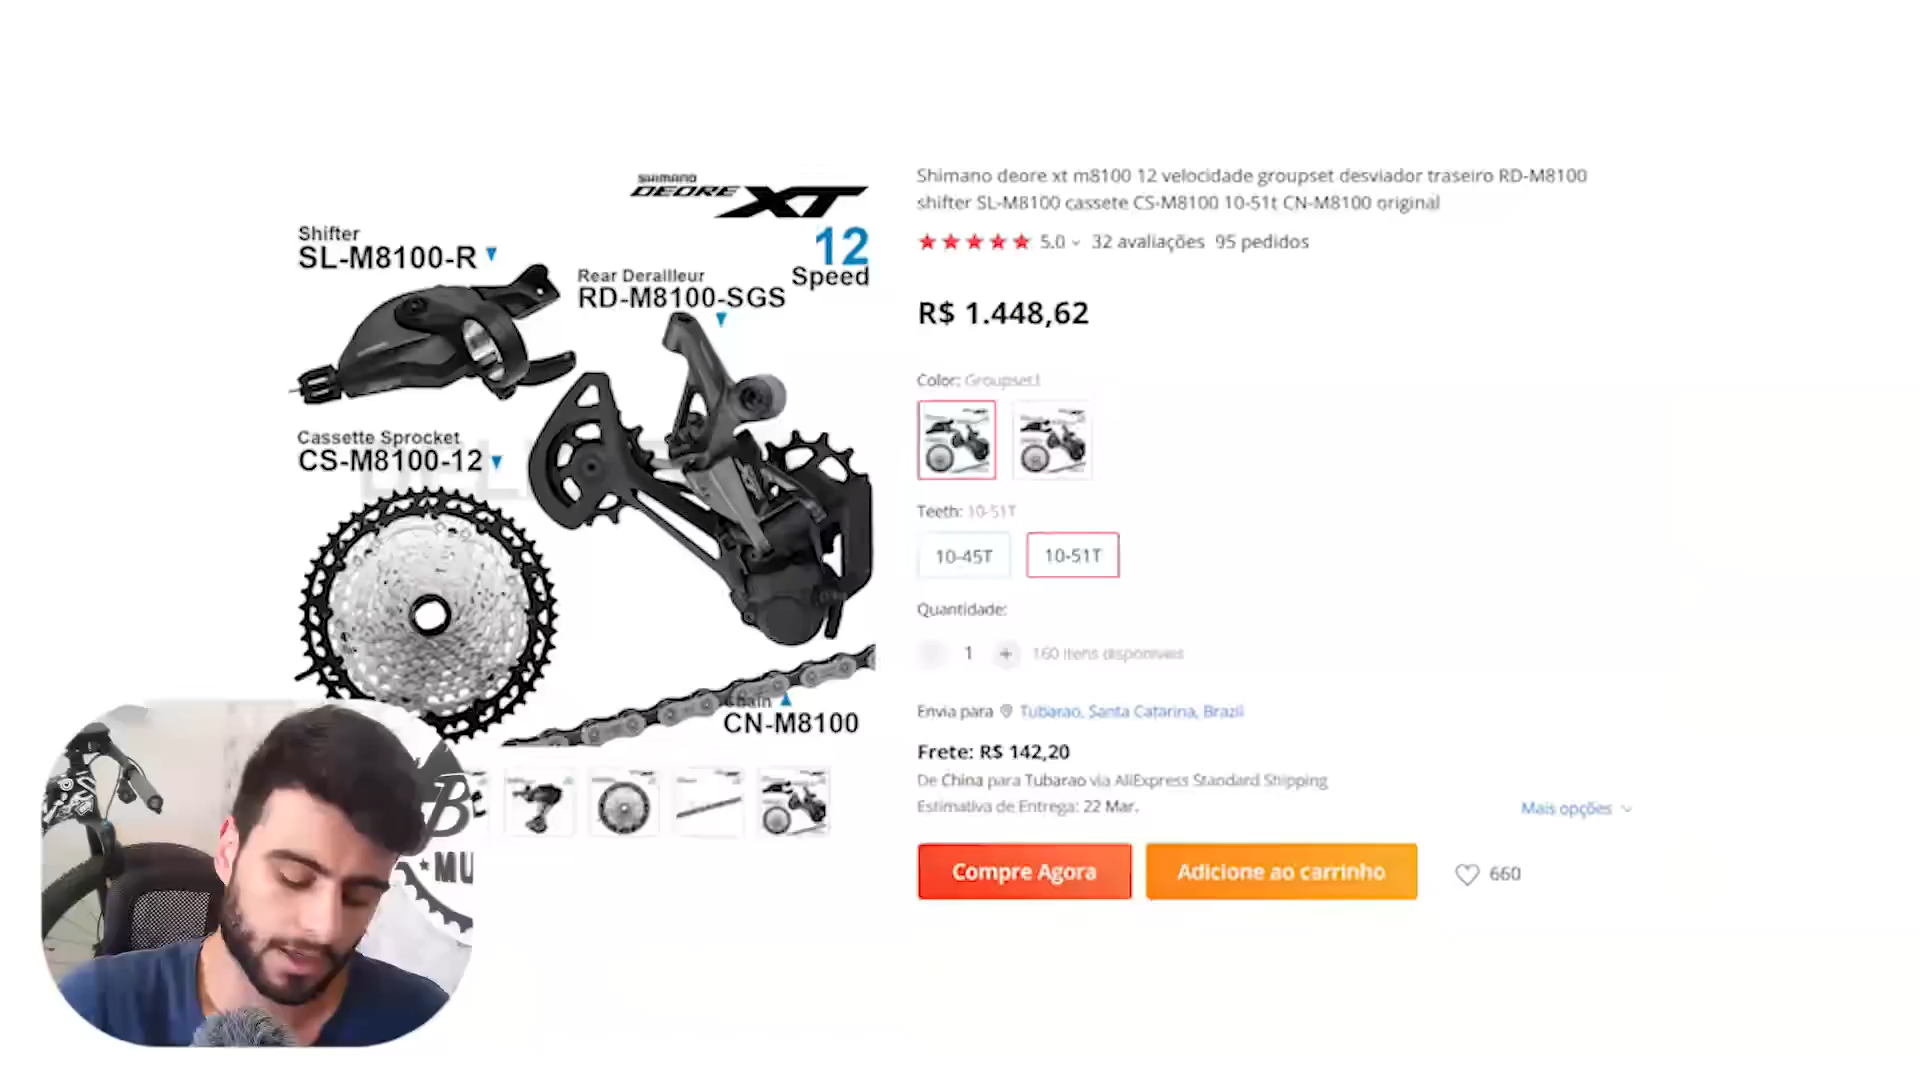 SHIMANO
DEORE XT
12
Speed
Shifter
SL-M8100-R
Rear Derailleur
RD-M8100-SGS
Cassette Sprocket
CS-M8100-12
Chain
CN-M8100
Shimano deore xt m8100 12 velocidade groupset desviador traseiro RD-M8100
shifter SL-M8100 cassete CS-M8100 10-51t CN-M8100 original
5.0 32 avaliações 95 pedidos
R$ 1.448,62
Color: Groupset1
Teeth: 10-51T
10-45T 10-51T
Quantidade:
1 + 160 itens disponíveis
Envia para Tubarao, Santa Catarina, Brazil
Frete: R$ 142,20
De China para Tubarao via AliExpress Standard Shipping
Estimativa de Entrega: 22 Mar.
Mais opções
Compre Agora
Adicione ao carrinho
660
MU